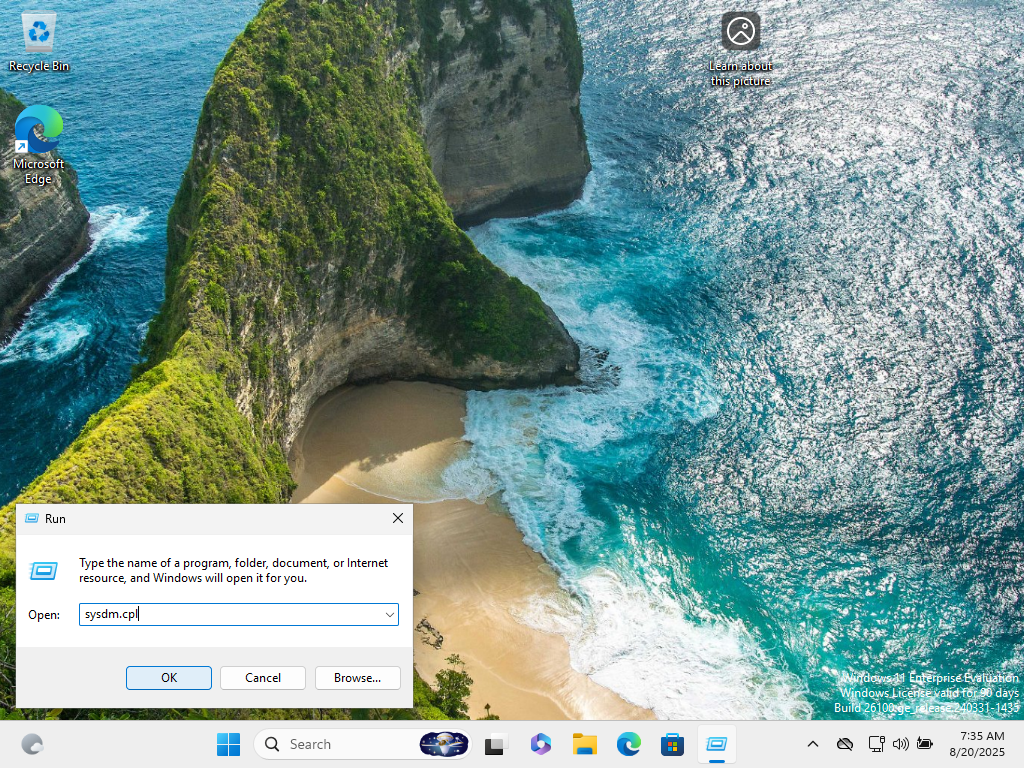 Recycle Bin
Learn about
this picture
Microsoft
Edge
Run
Type the name of a program, folder, document, or Internet
resource, and Windows will open it for you.
Open:
sysdm.cpl
OK
Cancel
Browse...
Windows 11 Enterprise Evaluation
Windows License valid for 90 days
Build 26100.ge_release.240331-1435
Search
7:35 AM
8/20/2025